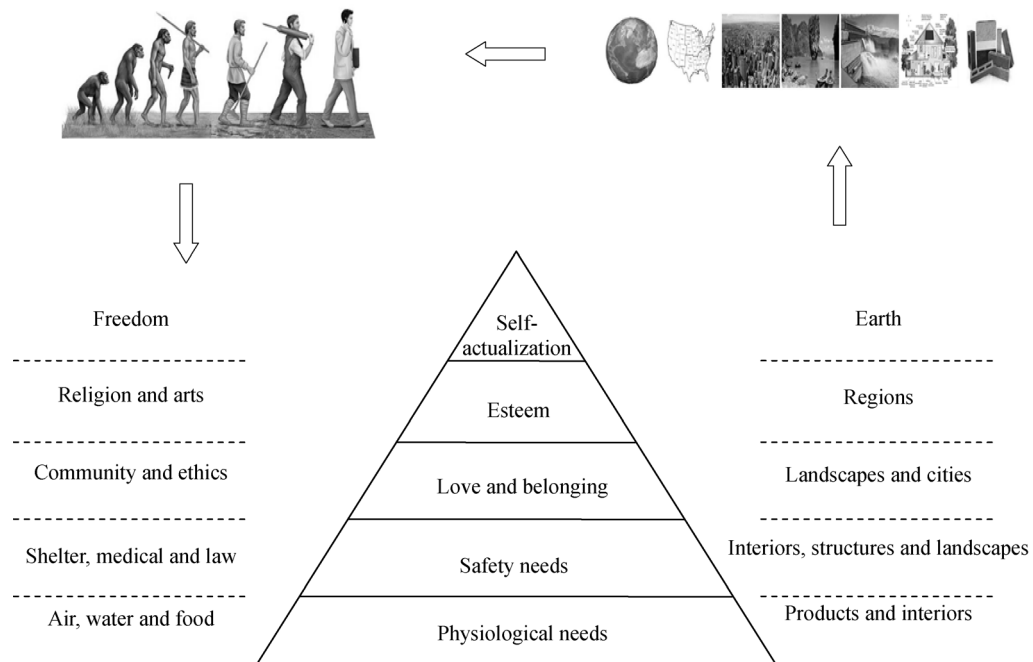 Freedom
Religion and arts
Community and ethics
Shelter, medical and law
Air, water and food
Self-
actualization
Esteem
Love and belonging
Safety needs
Physiological needs
Earth
Regions
Landscapes and cities
Interiors, structures and landscapes
Products and interiors